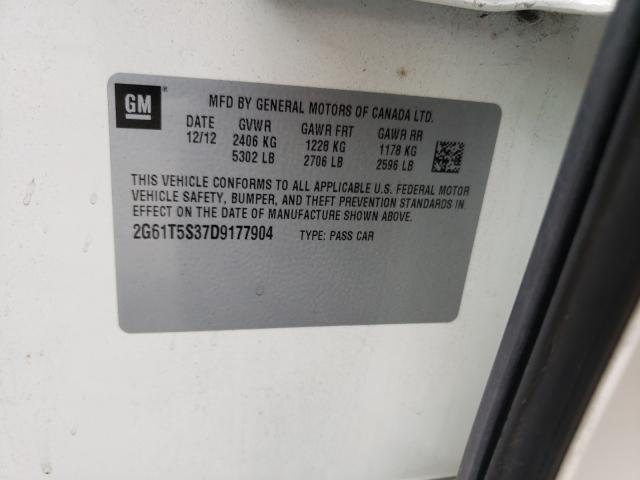 GM ®
MFD BY GENERAL MOTORS OF CANADA LTD.
DATE GVWR GAWR FRT GAWR RR
12/12 2406 KG 1228 KG 1178 KG
5302 LB 2706 LB 2596 LB
THIS VEHICLE CONFORMS TO ALL APPLICABLE U.S. FEDERAL MOTOR
VEHICLE SAFETY, BUMPER, AND THEFT PREVENTION STANDARDS IN
EFFECT ON THE DATE OF MANUFACTURE SHOWN ABOVE.
2G61T5S37D9177904 TYPE: PASS CAR